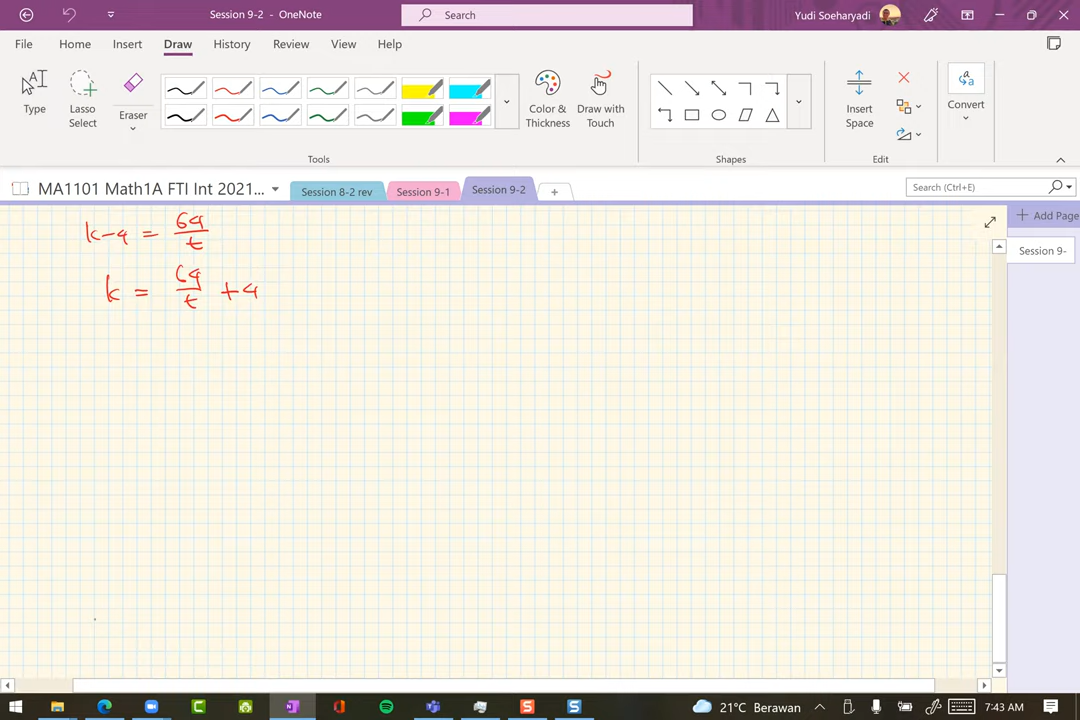 Session 9-2 - OneNote
Search
Yudi Soeharyadi
File Home Insert Draw History Review View Help
Type
Lasso Select
Eraser
Color & Thickness
Draw with Touch
Insert Space
Convert
Tools
Shapes
Edit
MA1101 Math1A FTI Int 2021...
Session 8-2 rev
Session 9-1
Session 9-2
Search (Ctrl+E)
Add Page
Session 9-
k-4 = 64/t
k = 64/t +4
21°C Berawan
7:43 AM